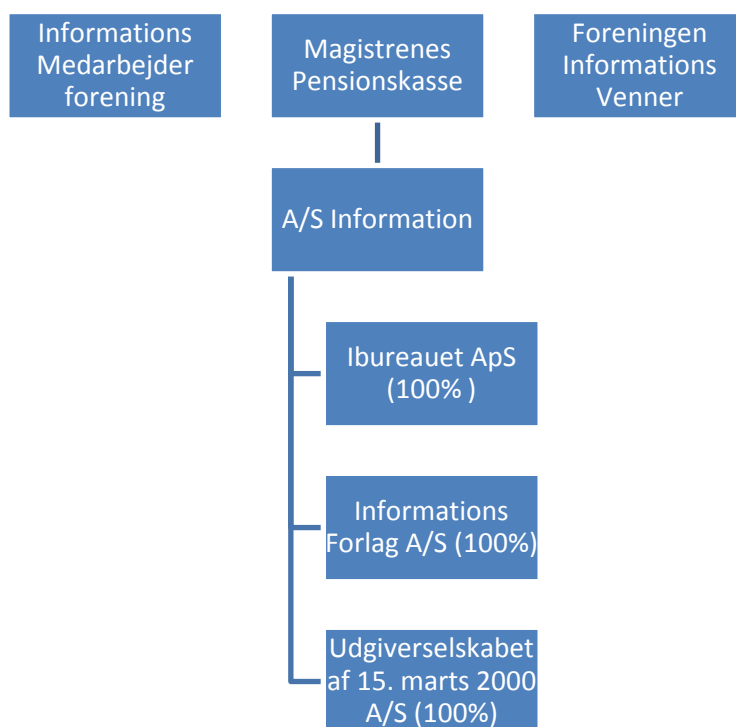 Informations
Medarbejder
forening
Magistrenes
Pensionskasse
Foreningen
Informations
Venner
A/S Information
Ibureauet ApS
(100% )
Informations
Forlag A/S (100%)
Udgiverselskabet
af 15. marts 2000
A/S (100%)